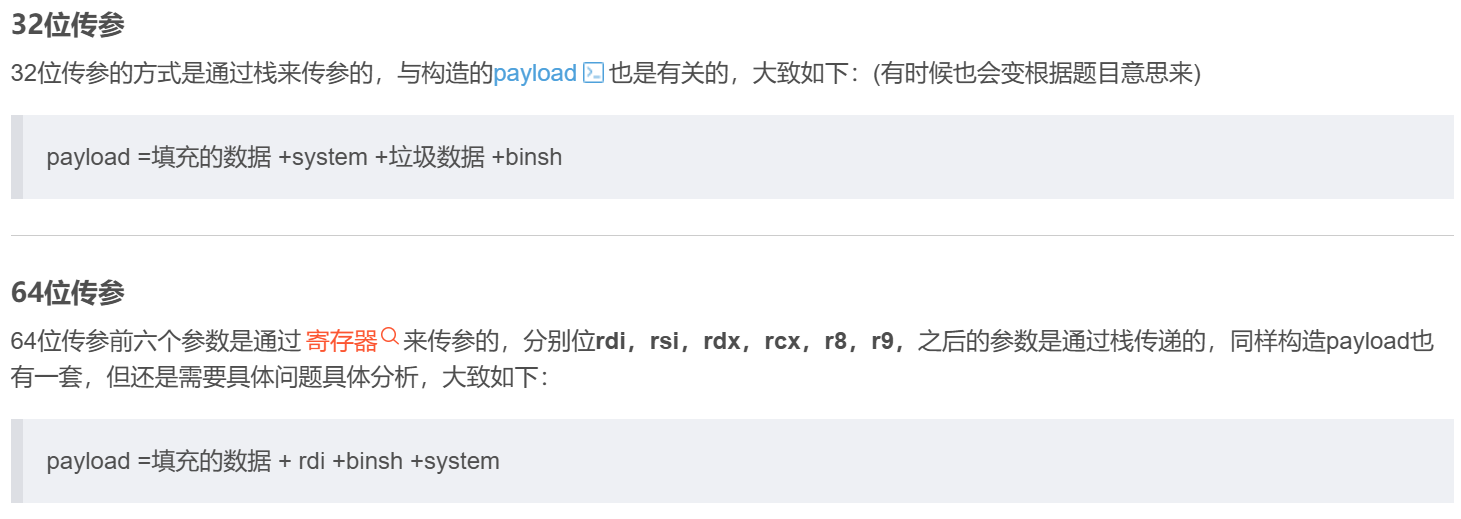 32位传参
32位传参的方式是通过栈来传参的，与构造的payload也是有关的，大致如下：(有时候也会变根据题目意思来)
payload =填充的数据 +system +垃圾数据 +binsh
64位传参
64位传参前六个参数是通过 寄存器 来传参的，分别位rdi，rsi，rdx，rcx，r8，r9，之后的参数是通过栈传递的，同样构造payload也
有一套，但还是需要具体问题具体分析，大致如下：
payload =填充的数据 + rdi +binsh +system